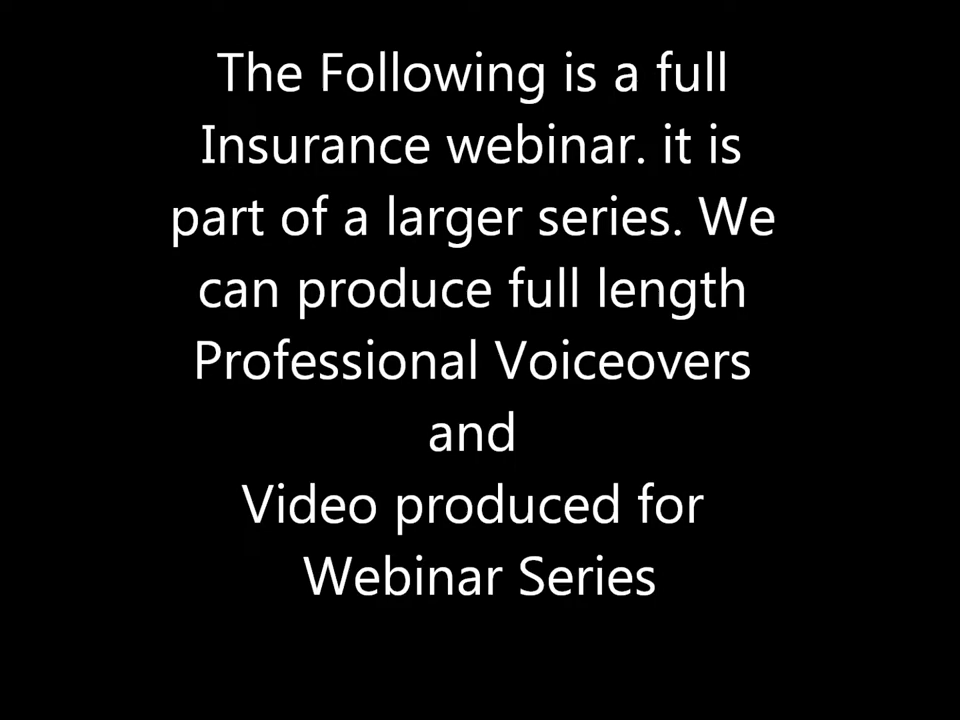 The Following is a full
Insurance webinar. it is
part of a larger series. We
can produce full length
Professional Voiceovers
and
Video produced for
Webinar Series